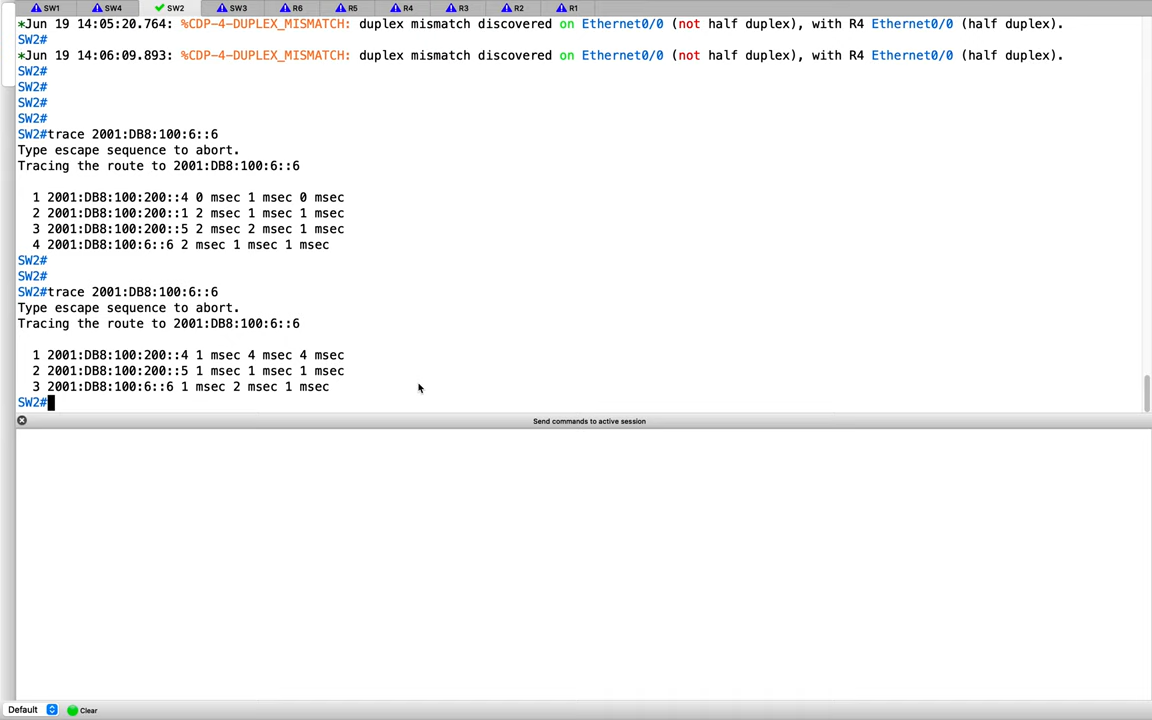 SW1 SW4 SW2 SW3 R6 R5 R4 R3 R2 R1
*Jun 19 14:05:20.764: %CDP-4-DUPLEX_MISMATCH: duplex mismatch discovered on Ethernet0/0 (not half duplex), with R4 Ethernet0/0 (half duplex).
SW2#
*Jun 19 14:06:09.893: %CDP-4-DUPLEX_MISMATCH: duplex mismatch discovered on Ethernet0/0 (not half duplex), with R4 Ethernet0/0 (half duplex).
SW2#
SW2#
SW2#
SW2#
SW2#trace 2001:DB8:100:6::6
Type escape sequence to abort.
Tracing the route to 2001:DB8:100:6::6
1 2001:DB8:100:200::4 0 msec 1 msec 0 msec
2 2001:DB8:100:200::1 2 msec 1 msec 1 msec
3 2001:DB8:100:200::5 2 msec 2 msec 1 msec
4 2001:DB8:100:6::6 2 msec 1 msec 1 msec
SW2#
SW2#
SW2#trace 2001:DB8:100:6::6
Type escape sequence to abort.
Tracing the route to 2001:DB8:100:6::6
1 2001:DB8:100:200::4 1 msec 4 msec 4 msec
2 2001:DB8:100:200::5 1 msec 1 msec 1 msec
3 2001:DB8:100:6::6 1 msec 2 msec 1 msec
SW2#
Send commands to active session
Default Clear